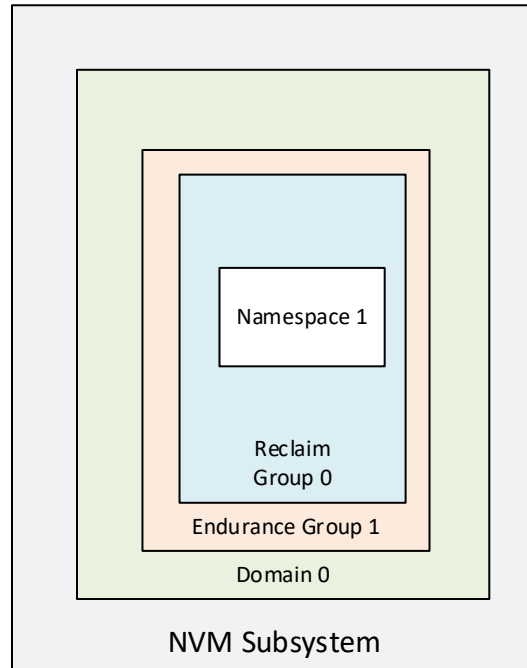 Namespace 1
Reclaim
Group 0
Endurance Group 1
Domain 0
NVM Subsystem